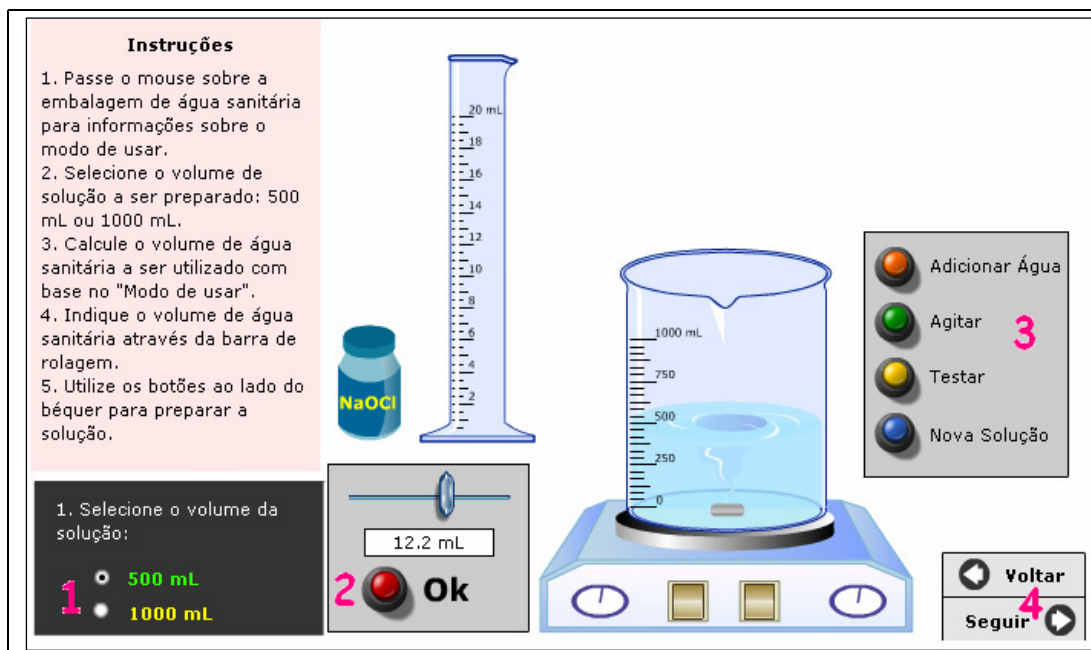 Instruções
1. Passe o mouse sobre a
embalagem de água sanitária
para informações sobre o
modo de usar.
2. Selecione o volume de
solução a ser preparado: 500
mL ou 1000 mL.
3. Calcule o volume de água
sanitária a ser utilizado com
base no "Modo de usar".
4. Indique o volume de água
sanitária através da barra de
rolagem.
5. Utilize os botões ao lado do
béquer para preparar a
solução.
1. Selecione o volume da
solução:
1
500 mL
1000 mL
20 mL
18
16
14
12
10
8
6
4
2
NaOCl
12.2 mL
2
Ok
1000 mL
750
500
250
0
Adicionar Água
Agitar
3
Testar
Nova Solução
Voltar
4
Seguir